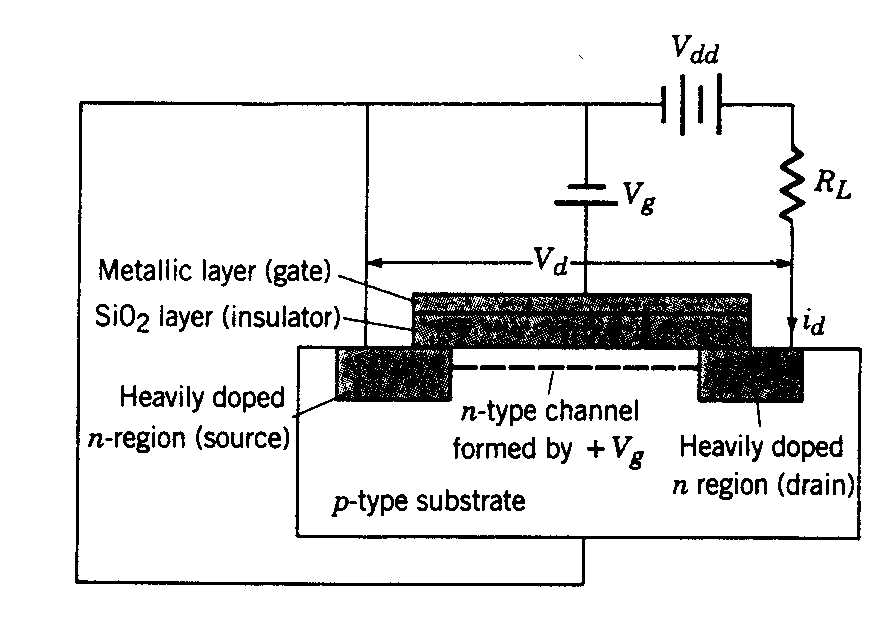 V_dd
V_g
R_L
V_d
Metallic layer (gate)
SiO₂ layer (insulator)
i_d
Heavily doped
n-region (source)
n-type channel
formed by + V_g
Heavily doped
n region (drain)
p-type substrate